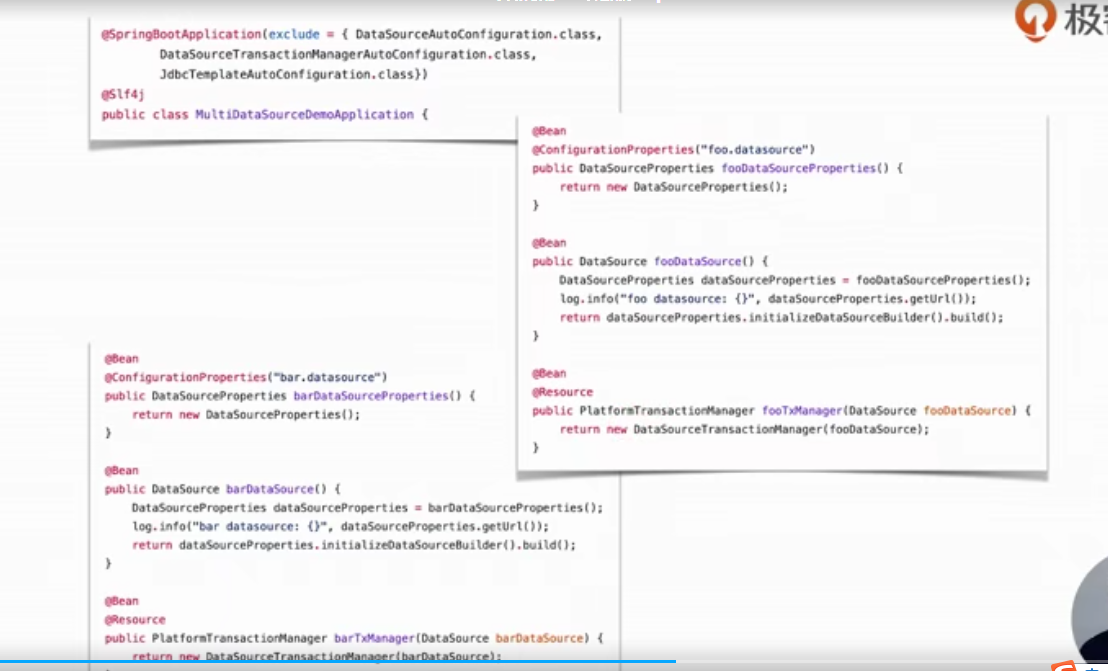 @SpringBootApplication(exclude = { DataSourceAutoConfiguration.class,
        DataSourceTransactionManagerAutoConfiguration.class,
        JdbcTemplateAutoConfiguration.class})
@Slf4j
public class MultiDataSourceDemoApplication {
@Bean
@ConfigurationProperties("foo.datasource")
public DataSourceProperties fooDataSourceProperties() {
    return new DataSourceProperties();
}
@Bean
public DataSource fooDataSource() {
    DataSourceProperties dataSourceProperties = fooDataSourceProperties();
    log.info("foo datasource: {}", dataSourceProperties.getUrl());
    return dataSourceProperties.initializeDataSourceBuilder().build();
}
@Bean
@Resource
public PlatformTransactionManager fooTxManager(DataSource fooDataSource) {
    return new DataSourceTransactionManager(fooDataSource);
}
@Bean
@ConfigurationProperties("bar.datasource")
public DataSourceProperties barDataSourceProperties() {
    return new DataSourceProperties();
}
@Bean
public DataSource barDataSource() {
    DataSourceProperties dataSourceProperties = barDataSourceProperties();
    log.info("bar datasource: {}", dataSourceProperties.getUrl());
    return dataSourceProperties.initializeDataSourceBuilder().build();
}
@Bean
@Resource
public PlatformTransactionManager barTxManager(DataSource barDataSource) {
    return new DataSourceTransactionManager(barDataSource);
极